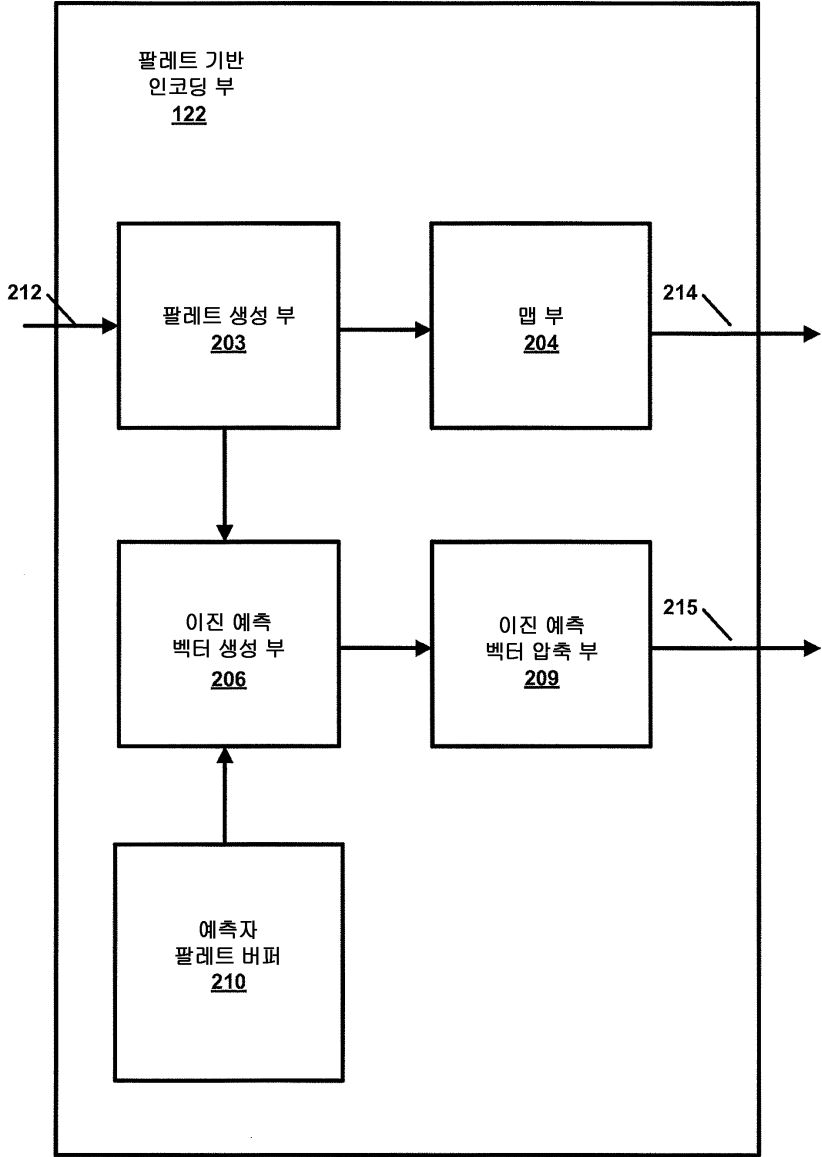 팔레트 기반
인코딩 부
122
212
팔레트 생성 부
203
맵 부
204
214
이진 예측
벡터 생성 부
206
이진 예측
벡터 압축 부
209
215
예측자
팔레트 버퍼
210